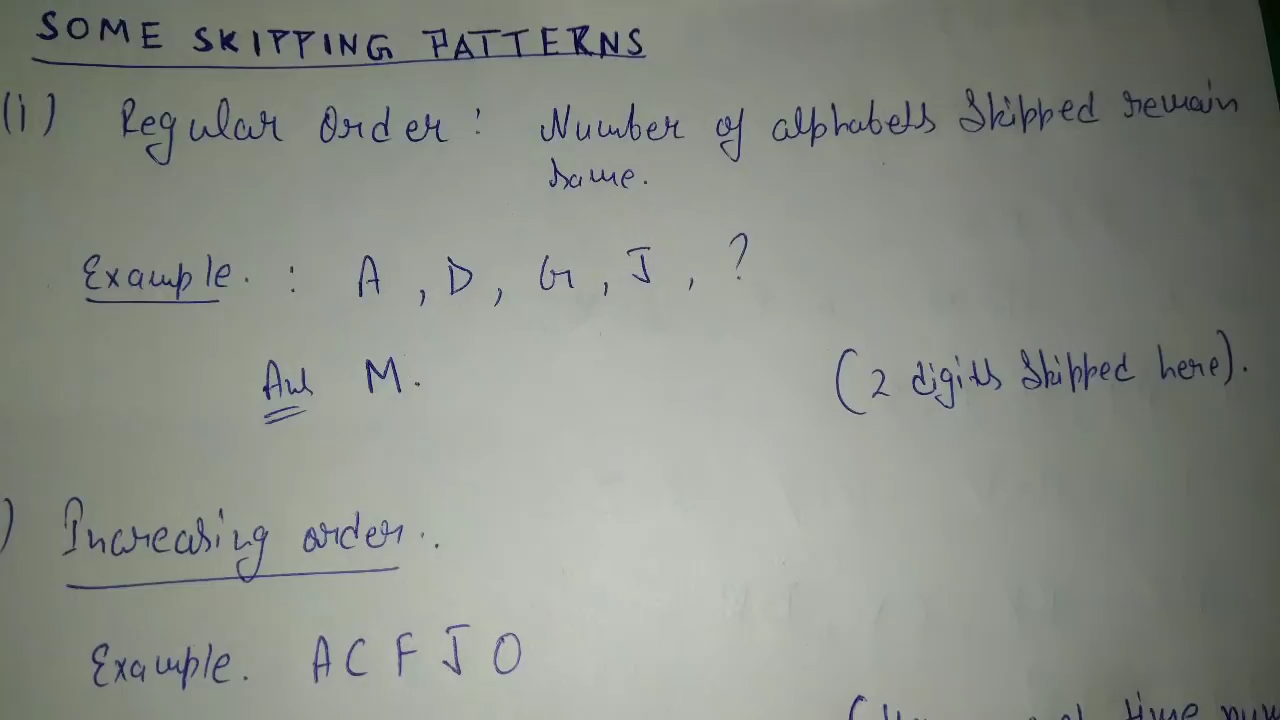 SOME SKIPPING PATTERNS
(i) Regular Order: Number of alphabets skipped remain
same.
Example. : A, D, G, J, ?
Ans M. (2 digits skipped here).
) Increasing order..
Example. A C F J O
time